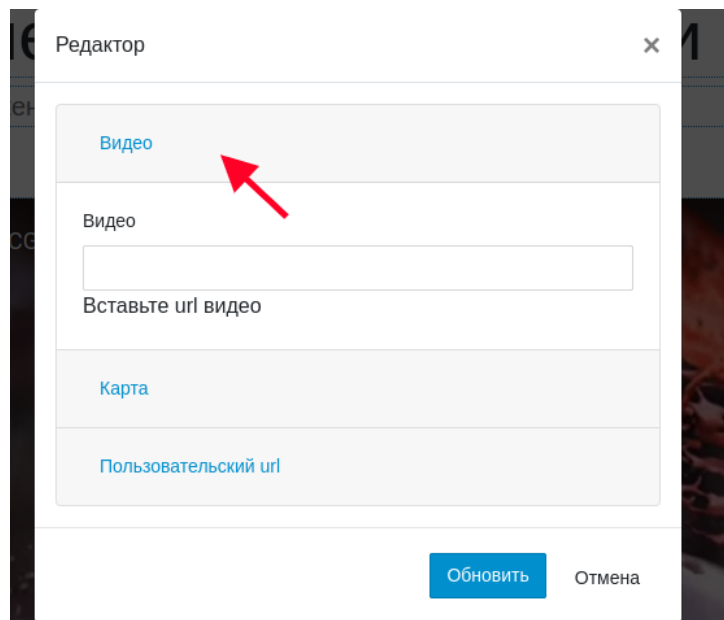 Редактор
×
Видео
Видео
Вставьте url видео
Карта
Пользовательский url
Обновить Отмена